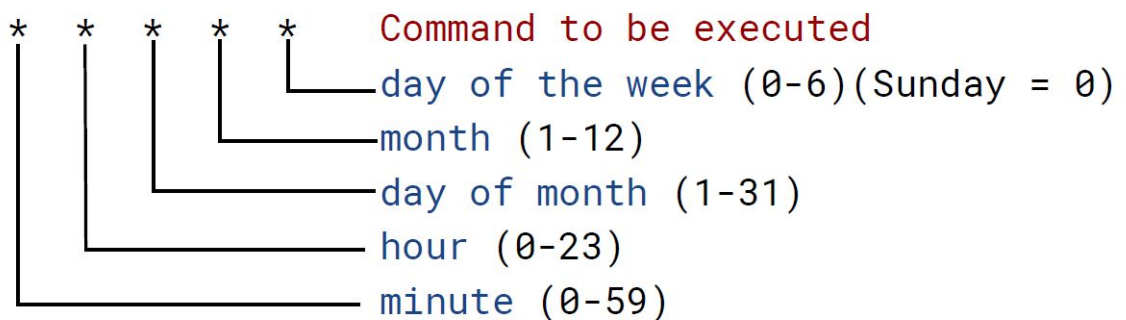 * * * * * Command to be executed
day of the week (0-6)(Sunday = 0)
month (1-12)
day of month (1-31)
hour (0-23)
minute (0-59)